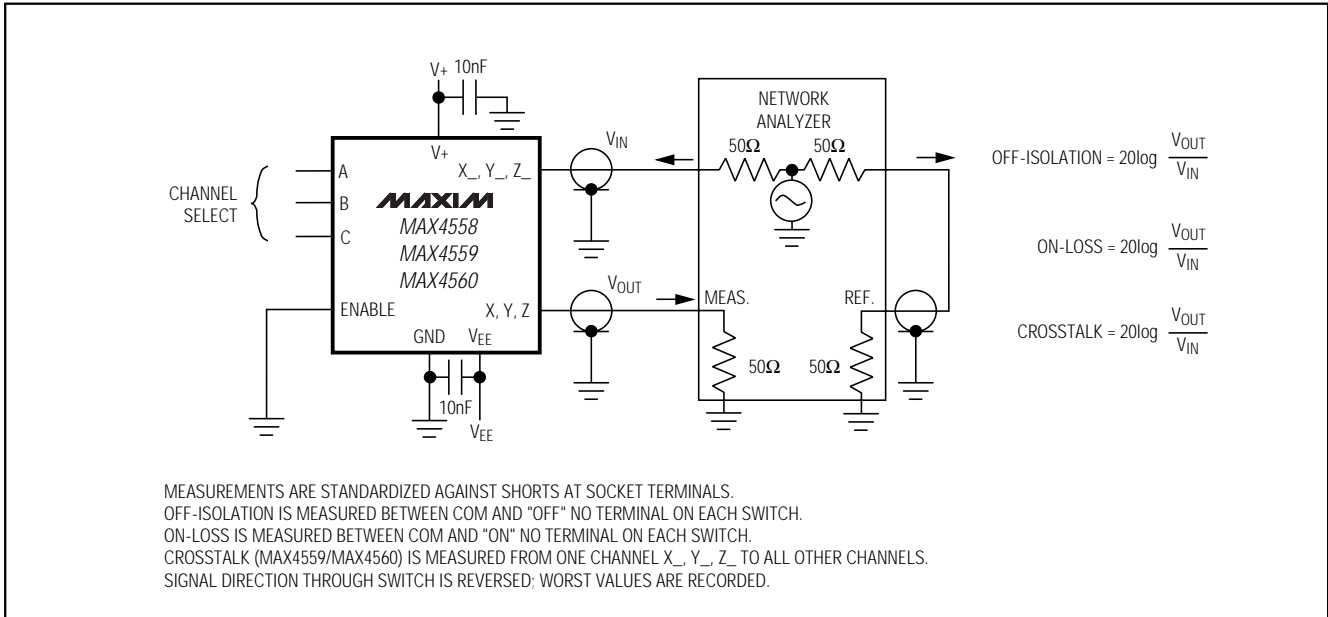 V+ 10nF
V+
CHANNEL
SELECT
A
B
C
ENABLE
X_, Y_, Z_
MAXIM
MAX4558
MAX4559
MAX4560
X, Y, Z
GND VEE
10nF
VEE
VIN
VOUT
NETWORK
ANALYZER
50Ω 50Ω
MEAS. REF.
50Ω 50Ω
OFF-ISOLATION = 20log VOUT
VIN
ON-LOSS = 20log VOUT
VIN
CROSSTALK = 20log VOUT
VIN
MEASUREMENTS ARE STANDARDIZED AGAINST SHORTS AT SOCKET TERMINALS.
OFF-ISOLATION IS MEASURED BETWEEN COM AND "OFF" NO TERMINAL ON EACH SWITCH.
ON-LOSS IS MEASURED BETWEEN COM AND "ON" NO TERMINAL ON EACH SWITCH.
CROSSTALK (MAX4559/MAX4560) IS MEASURED FROM ONE CHANNEL X_, Y_, Z_ TO ALL OTHER CHANNELS.
SIGNAL DIRECTION THROUGH SWITCH IS REVERSED; WORST VALUES ARE RECORDED.